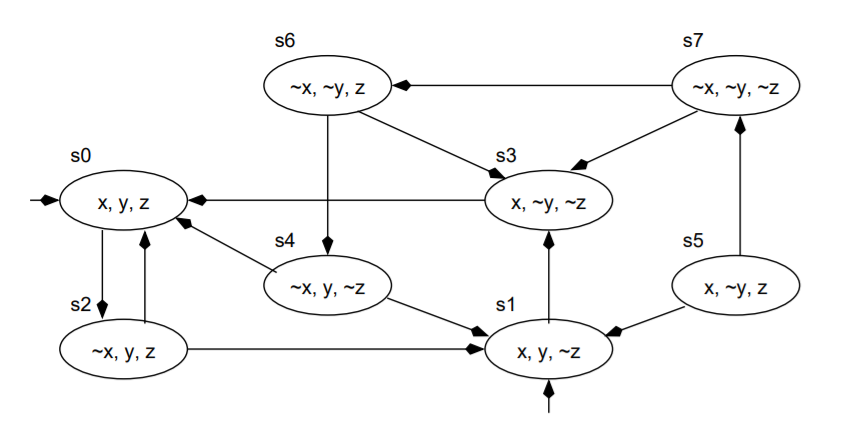 s6
~x, ~y, z
s7
~x, ~y, ~z
s0
x, y, z
s3
x, ~y, ~z
s4
~x, y, ~z
s5
x, ~y, z
s2
~x, y, z
s1
x, y, ~z